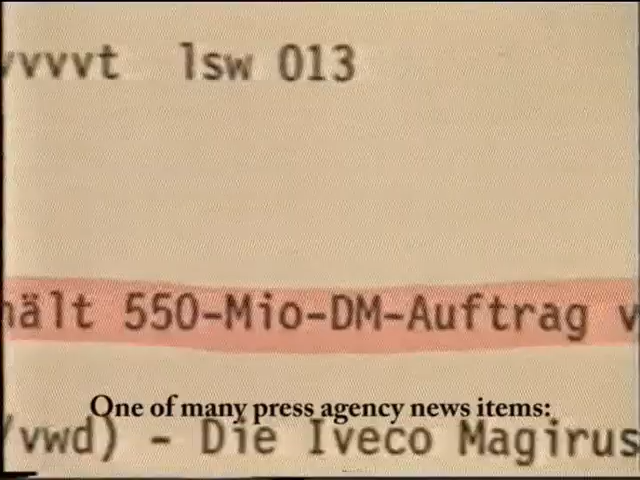 vvvvt lsw 013
hält 550-Mio-DM-Auftrag v
One of many press agency news items:
/vwd) - Die Iveco Magirus